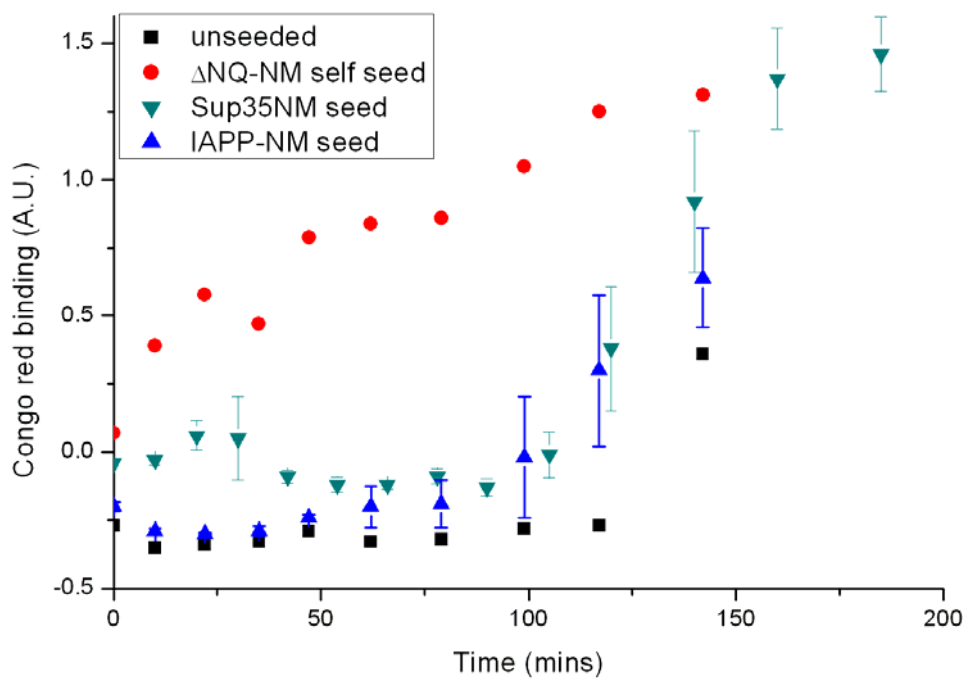 unseeded
ΔNQ-NM self seed
Sup35NM seed
IAPP-NM seed
Congo red binding (A.U.)
1.5
1.0
0.5
0.0
-0.5
0 50 100 150 200
Time (mins)